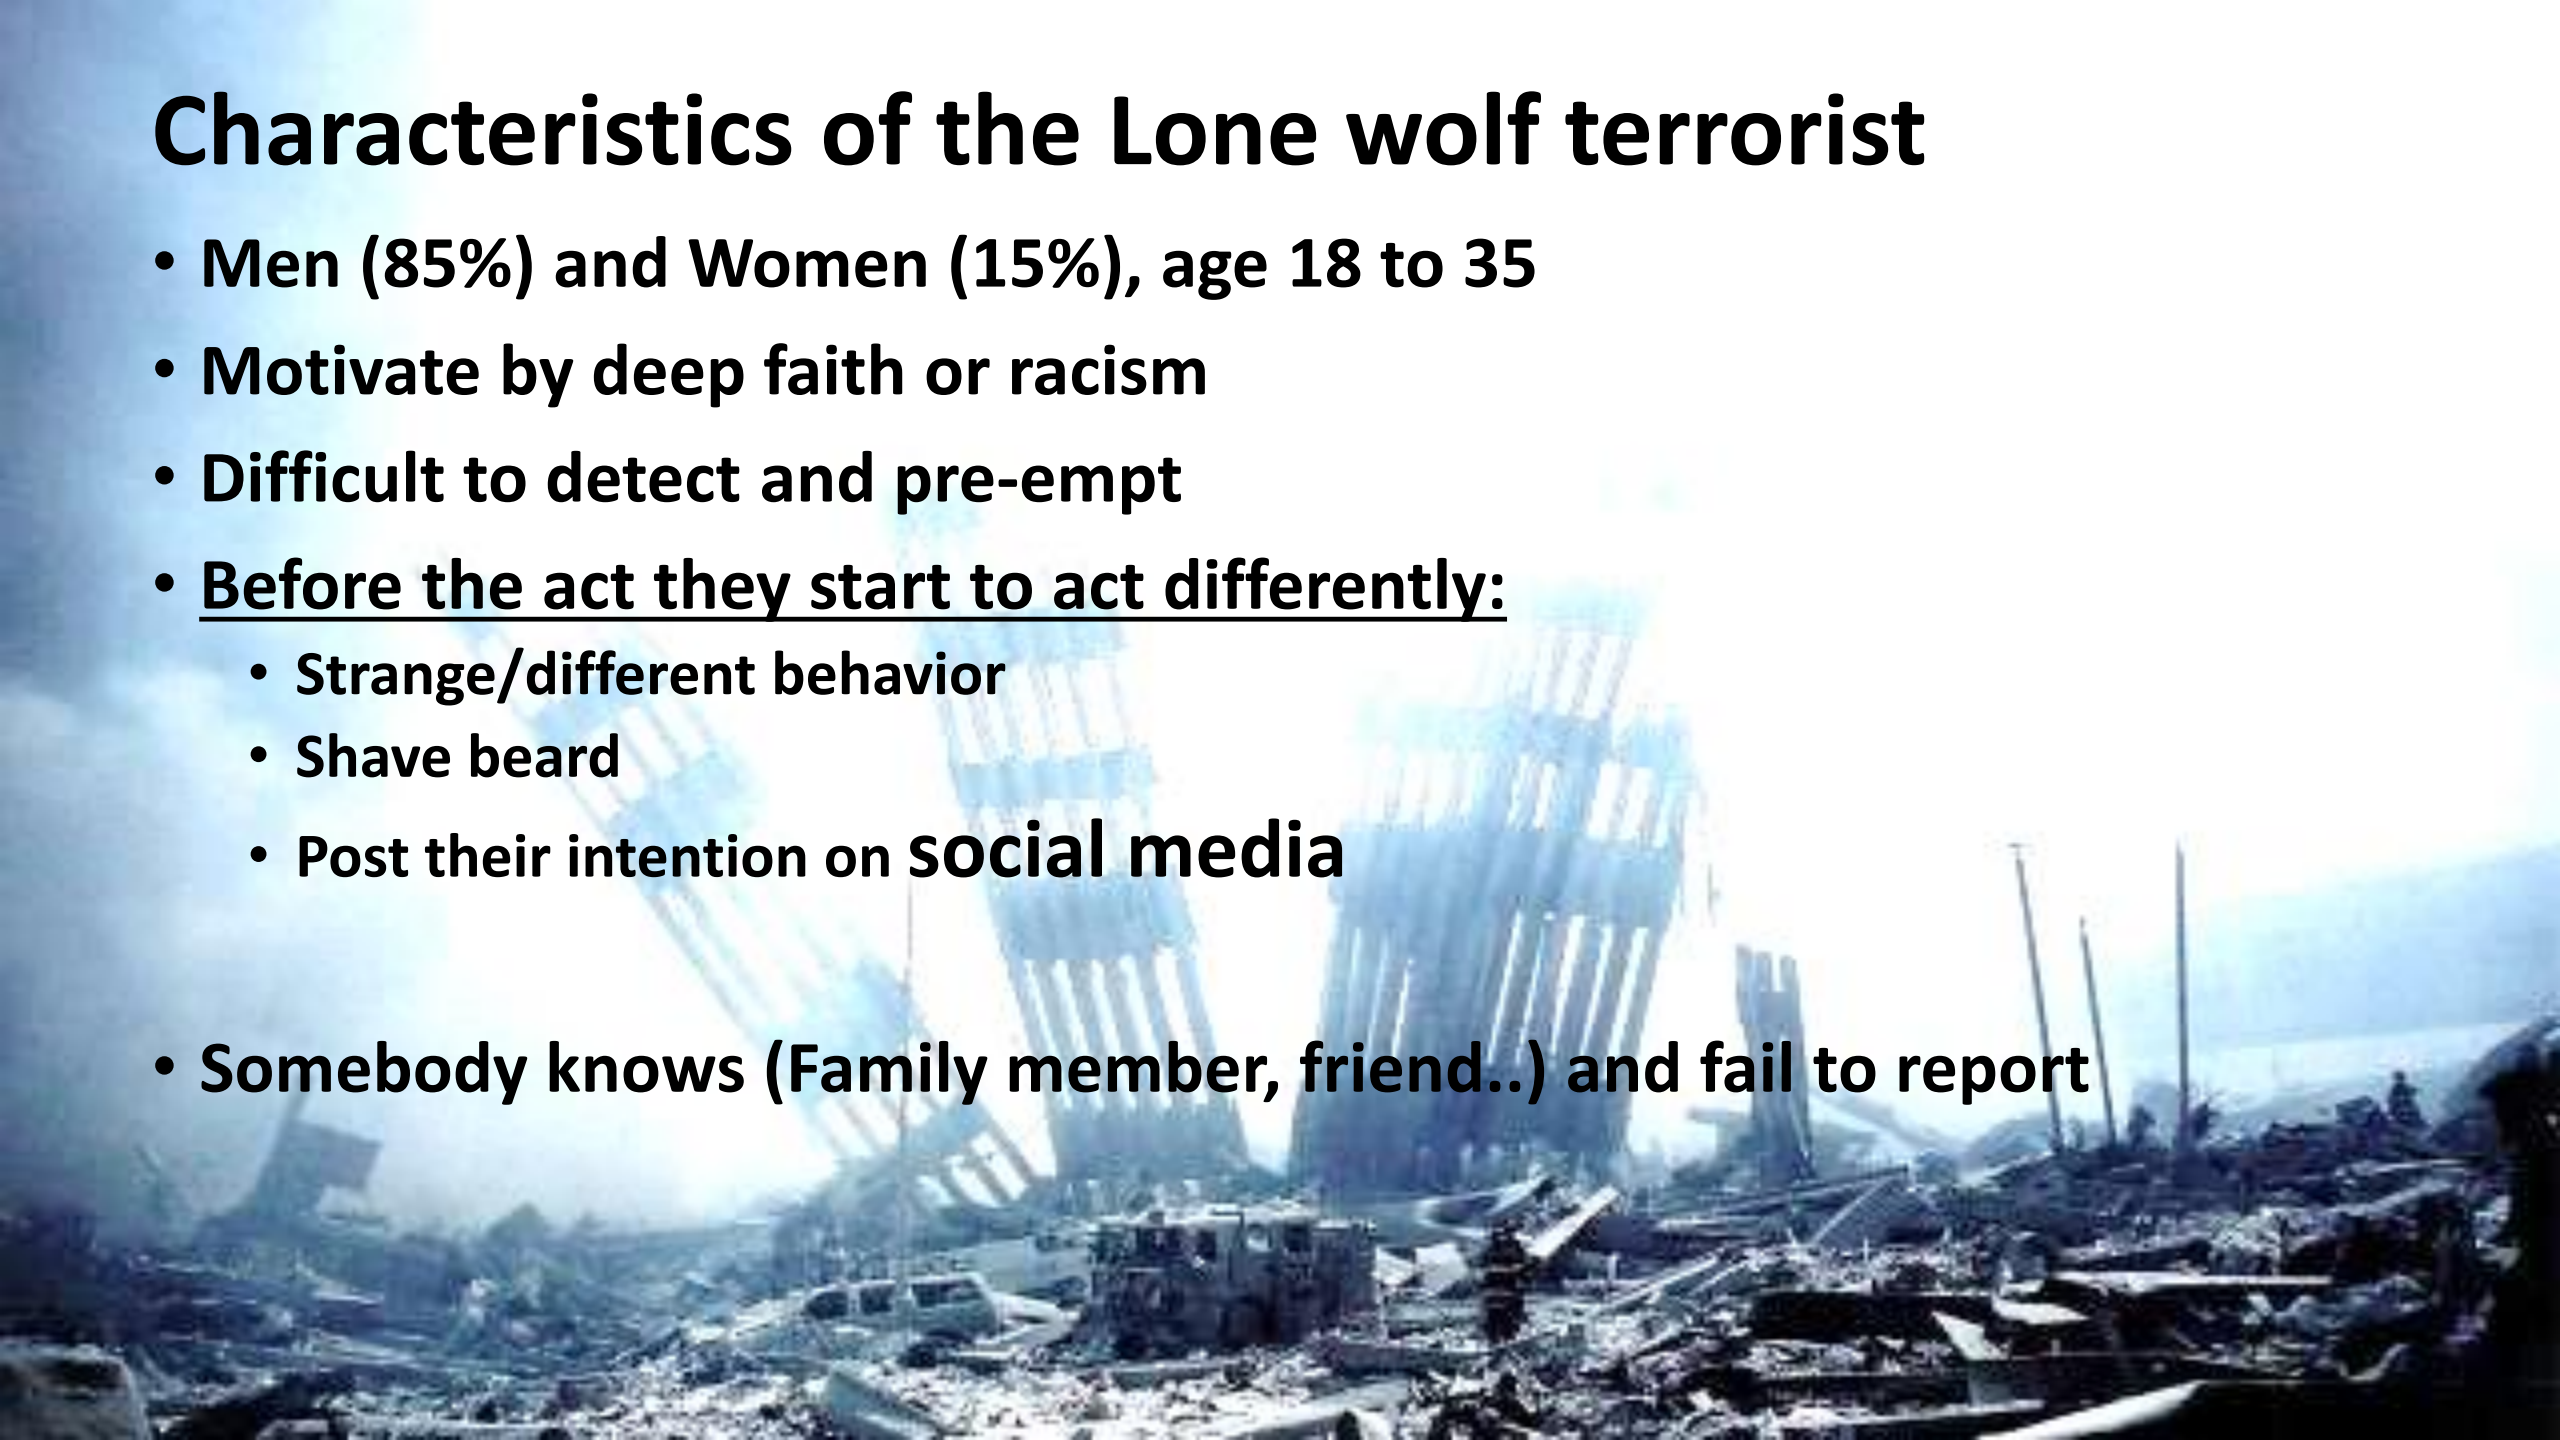 Characteristics of the Lone wolf terrorist
• Men (85%) and Women (15%), age 18 to 35
• Motivate by deep faith or racism
• Difficult to detect and pre-empt
• Before the act they start to act differently:
• Strange/different behavior
• Shave beard
• Post their intention on social media
• Somebody knows (Family member, friend..) and fail to report